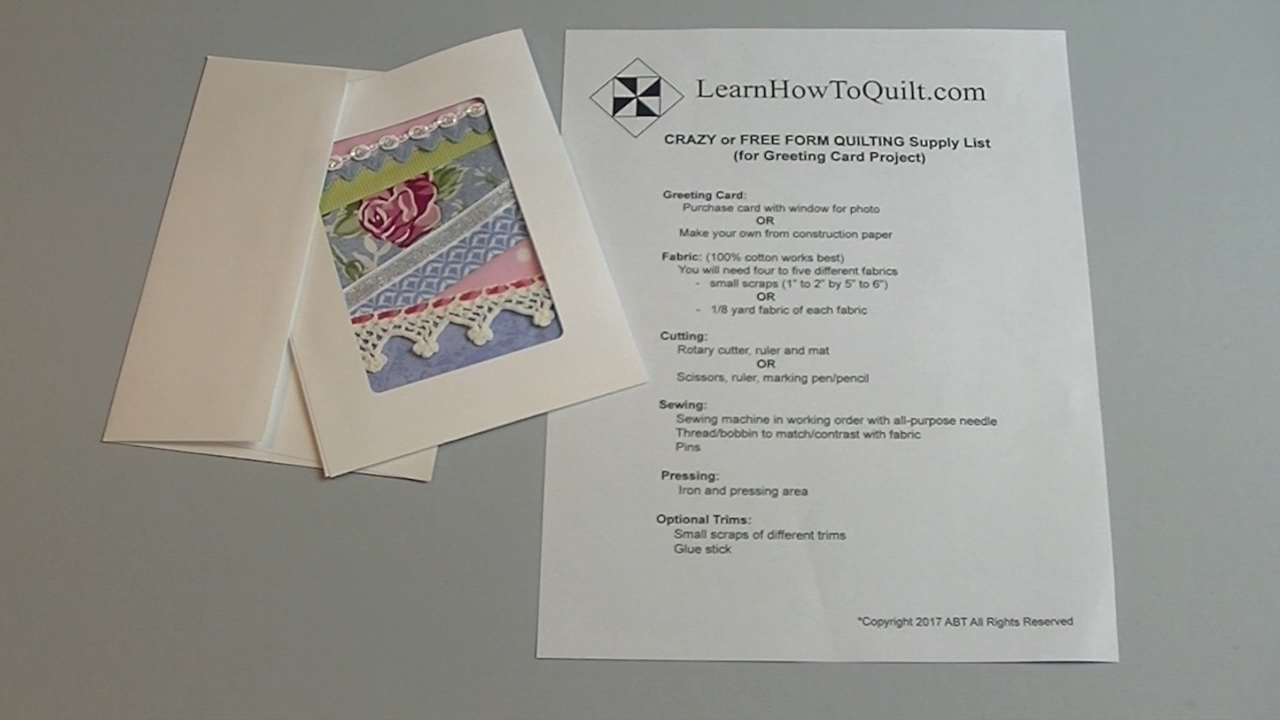 LearnHowToQuilt.com
CRAZY or FREE FORM QUILTING Supply List
(for Greeting Card Project)
Greeting Card:
Purchase card with window for photo
OR
Make your own from construction paper
Fabric: (100% cotton works best)
You will need four to five different fabrics
- small scraps (1" to 2" by 5" to 6")
OR
- 1/8 yard fabric of each fabric
Cutting:
Rotary cutter, ruler and mat
OR
Scissors, ruler, marking pen/pencil
Sewing:
Sewing machine in working order with all-purpose needle
Thread/bobbin to match/contrast with fabric
Pins
Pressing:
Iron and pressing area
Optional Trims:
Small scraps of different trims
Glue stick
*Copyright 2017 ABT All Rights Reserved